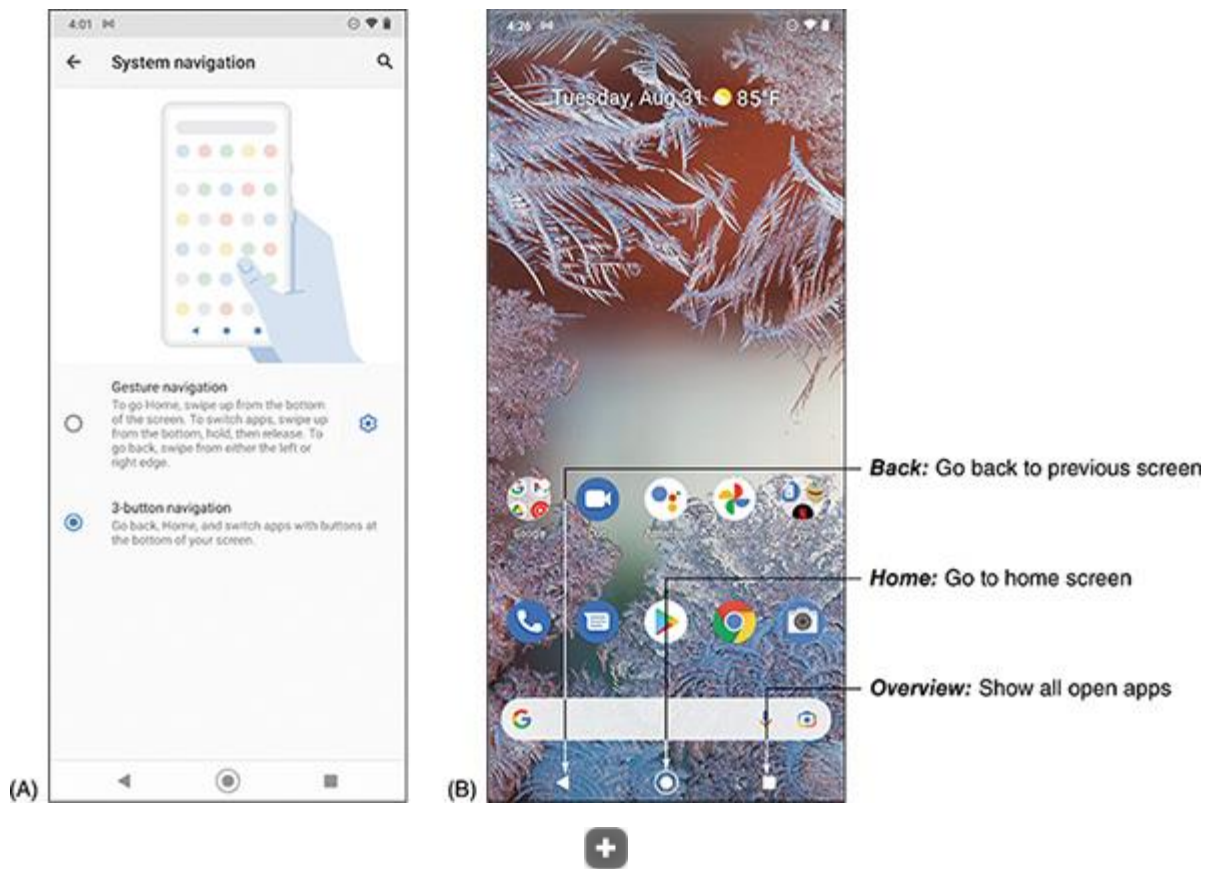 4:01
System navigation
Gesture navigation
To go Home, swipe up from the bottom
of the screen. To switch apps, swipe up
from the bottom, hold, then release. To
go back, swipe from either the left or
right edge.
3-button navigation
Go back, Home, and switch apps with buttons at
the bottom of your screen.
(A)
4:26
Tuesday, Aug 31 85°F
Google
Back: Go back to previous screen
Home: Go to home screen
Overview: Show all open apps
(B)